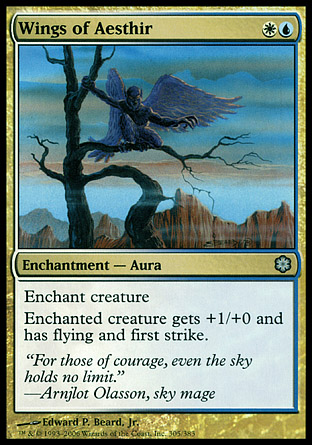 Wings of Aesthir
Enchantment — Aura
Enchant creature
Enchanted creature gets +1/+0 and
has flying and first strike.
"For those of courage, even the sky
holds no limit."
—Arnjlot Olasson, sky mage
Edward P. Beard, Jr.
™ & © 1993–2006 Wizards of the Coast, Inc. 305/383